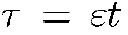 τ = εt